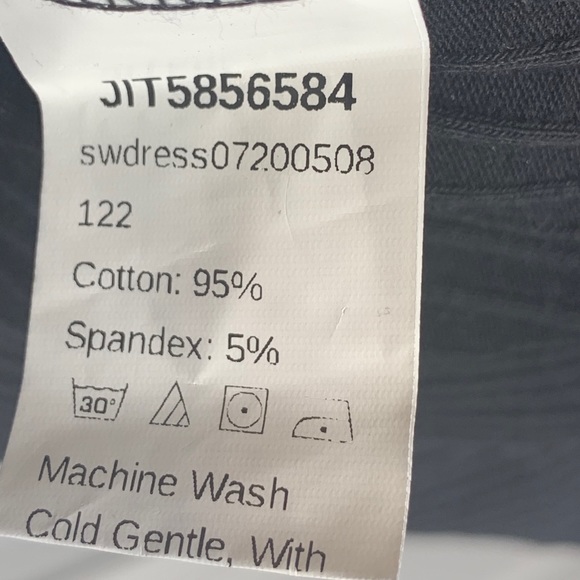 JIT5856584
swdress07200508
122
Cotton: 95%
Spandex: 5%
30°
Machine Wash
Cold Gentle, With